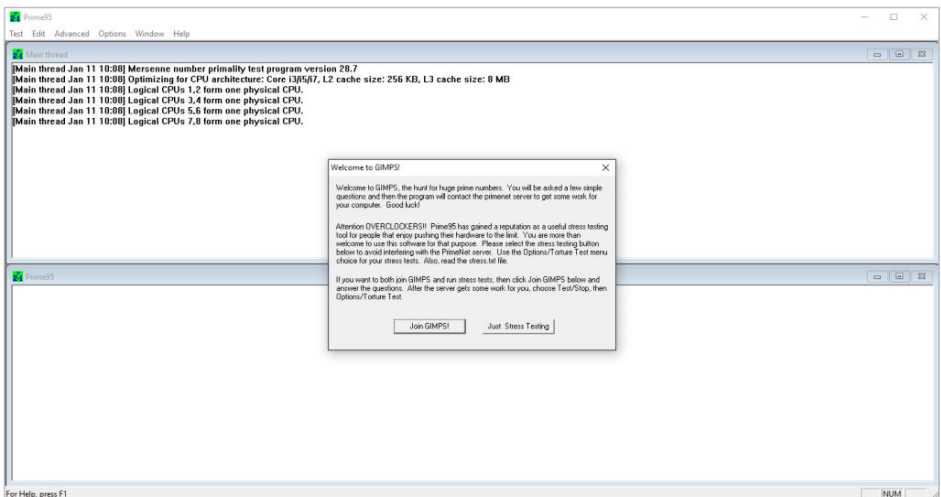 Prime95
Test Edit Advanced Options Window Help
Main thread
[Main thread Jan 11 10:08] Mersenne number primality test program version 28.7
[Main thread Jan 11 10:08] Optimizing for CPU architecture: Core i3/i5/i7, L2 cache size: 256 KB, L3 cache size: 8 MB
[Main thread Jan 11 10:08] Logical CPUs 1,2 form one physical CPU.
[Main thread Jan 11 10:08] Logical CPUs 3,4 form one physical CPU.
[Main thread Jan 11 10:08] Logical CPUs 5,6 form one physical CPU.
[Main thread Jan 11 10:08] Logical CPUs 7,8 form one physical CPU.
Welcome to GIMPS!
Welcome to GIMPS, the hunt for huge prime numbers. You will be asked a few simple
questions and then the program will contact the primenet server to get some work for
your computer. Good luck!
Attention OVERCLOCKERS!! Prime95 has gained a reputation as a useful stress testing
tool for people that enjoy pushing their hardware to the limit. You are more than
welcome to use this software for that purpose. Please select the stress testing button
below to avoid interfering with the PrimeNet server. Use the Options/Torture Test menu
choice for your stress tests. Also, read the stress.txt file.
If you want to both join GIMPS and run stress tests, then click Join GIMPS below and
answer the questions. After the server gets some work for you, choose Test/Stop, then
Options/Torture Test.
Join GIMPS!
Just Stress Testing
Prime95
For Help, press F1
NUM